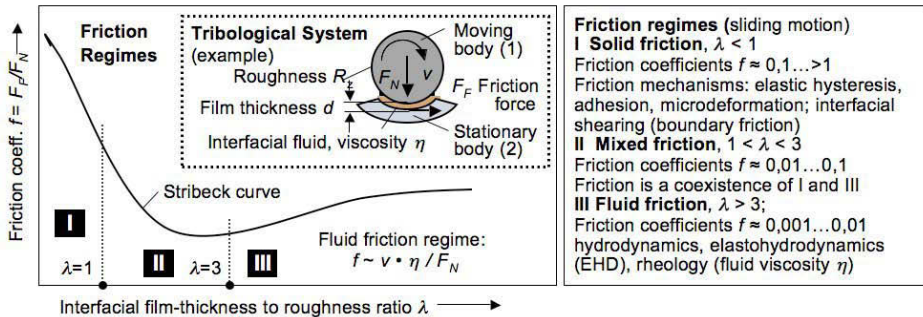 Friction coeff. f = F_F/F_N
Friction
Regimes
Tribological System
(example)
Moving
body (1)
Roughness R
F_N
v
F_F Friction
force
Film thickness d
Interfacial fluid, viscosity η
Stationary
body (2)
Stribeck curve
I
II
III
λ=1
λ=3
Fluid friction regime:
f ~ v • η / F_N
Interfacial film-thickness to roughness ratio λ
Friction regimes (sliding motion)
I Solid friction, λ < 1
Friction coefficients f ≈ 0,1…>1
Friction mechanisms: elastic hysteresis,
adhesion, microdeformation; interfacial
shearing (boundary friction)
II Mixed friction, 1 < λ < 3
Friction coefficients f ≈ 0,01…0,1
Friction is a coexistence of I and III
III Fluid friction, λ > 3;
Friction coefficients f ≈ 0,001…0,01
hydrodynamics, elastohydrodynamics
(EHD), rheology (fluid viscosity η)